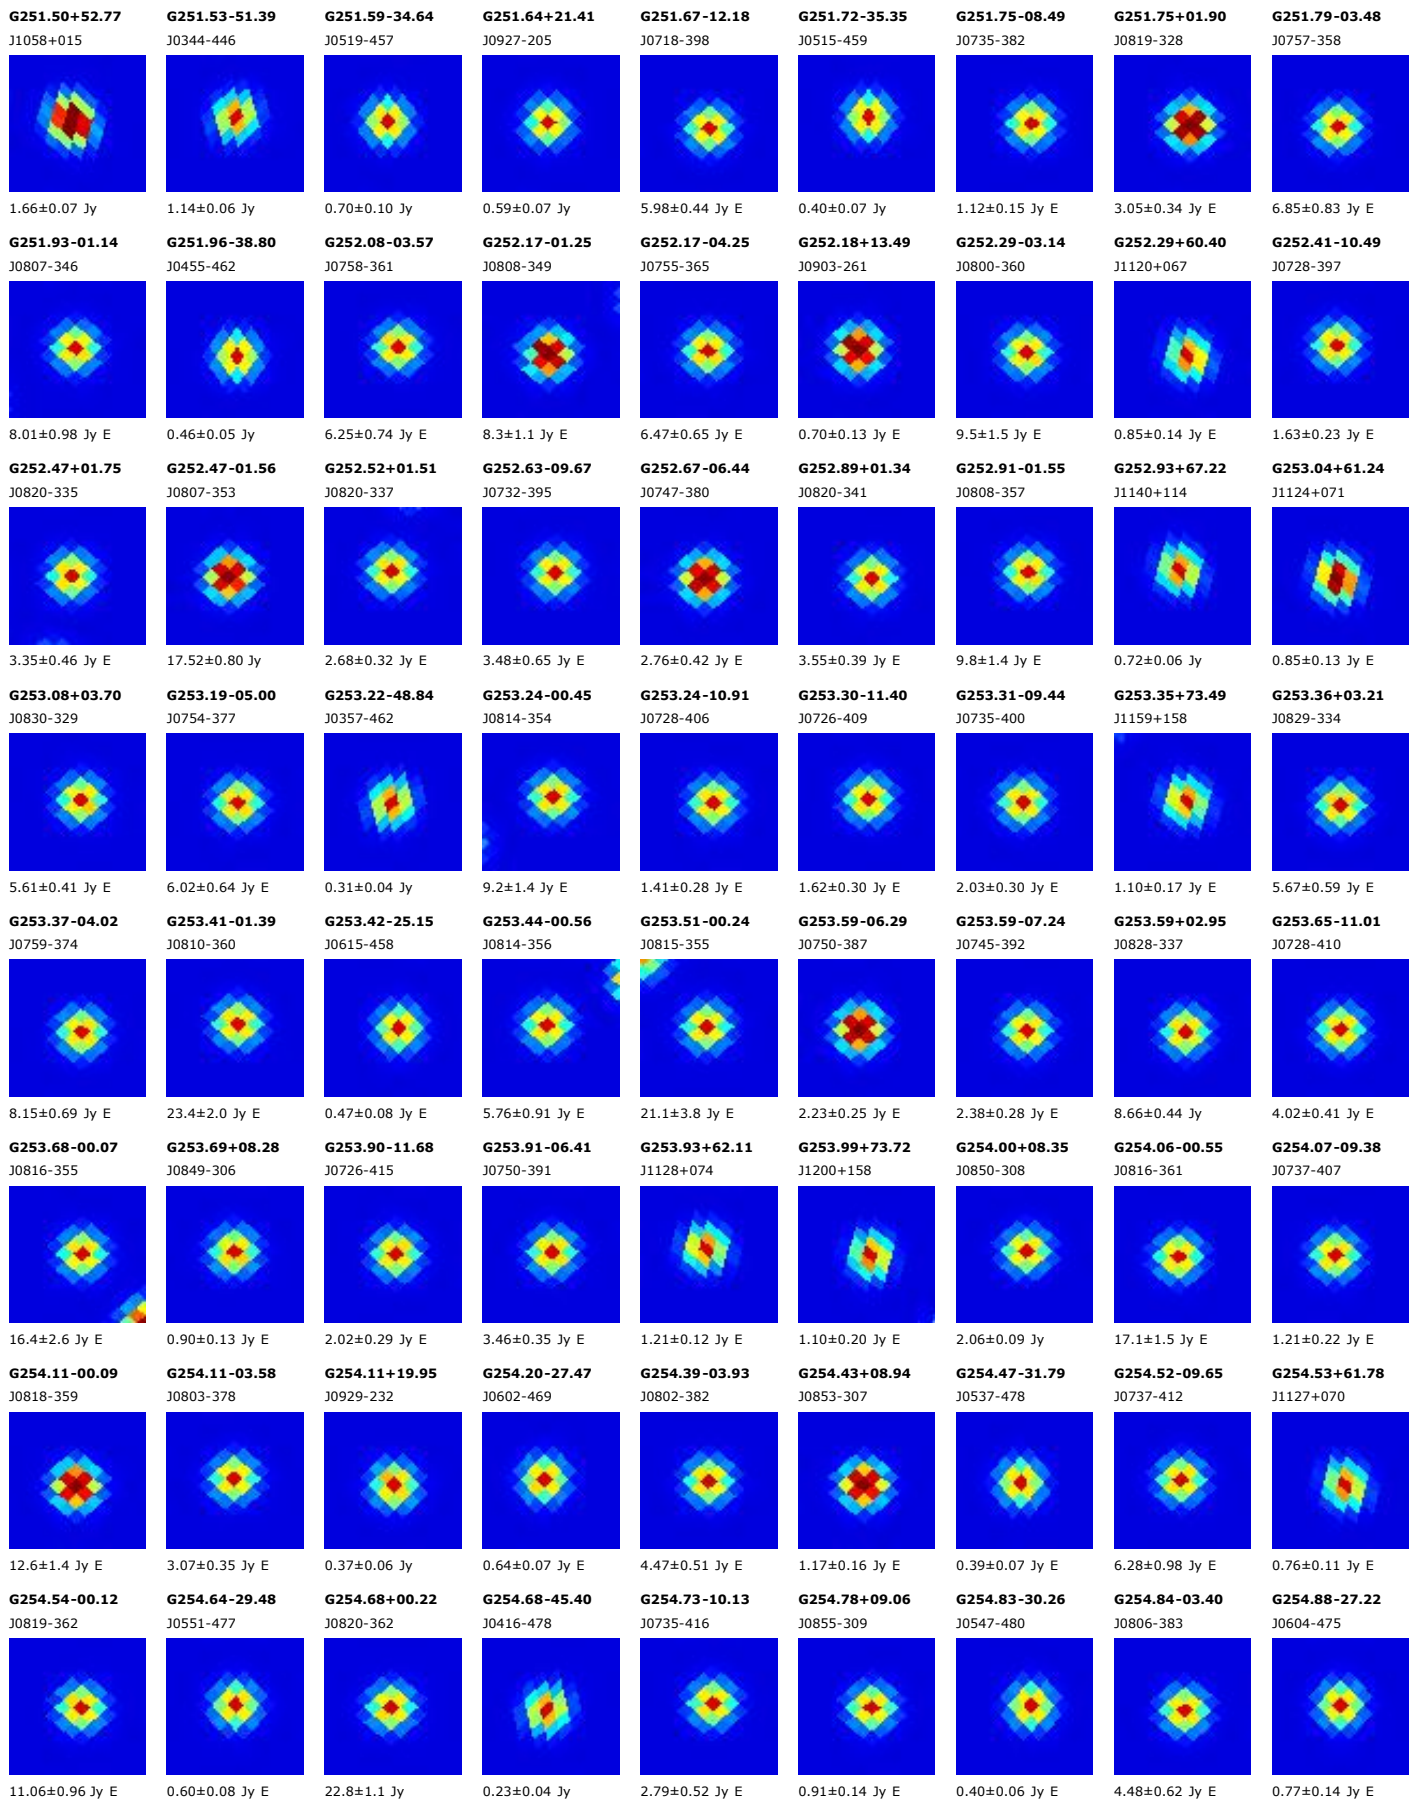 G251.50+52.77 G251.53-51.39 G251.59-34.64 G251.64+21.41 G251.67-12.18 G251.72-35.35 G251.75-08.49 G251.75+01.90 G251.79-03.48
J1058+015 J0344-446 J0519-457 J0927-205 J0718-398 J0515-459 J0735-382 J0819-328 J0757-358
1.66±0.07 Jy 1.14±0.06 Jy 0.70±0.10 Jy 0.59±0.07 Jy 5.98±0.44 Jy E 0.40±0.07 Jy 1.12±0.15 Jy E 3.05±0.34 Jy E 6.85±0.83 Jy E
G251.93-01.14 G251.96-38.80 G252.08-03.57 G252.17-01.25 G252.17-04.25 G252.18+13.49 G252.29-03.14 G252.29+60.40 G252.41-10.49
J0807-346 J0455-462 J0758-361 J0808-349 J0755-365 J0903-261 J0800-360 J1120+067 J0728-397
8.01±0.98 Jy E 0.46±0.05 Jy 6.25±0.74 Jy E 8.3±1.1 Jy E 6.47±0.65 Jy E 0.70±0.13 Jy E 9.5±1.5 Jy E 0.85±0.14 Jy E 1.63±0.23 Jy E
G252.47+01.75 G252.47-01.56 G252.52+01.51 G252.63-09.67 G252.67-06.44 G252.89+01.34 G252.91-01.55 G252.93+67.22 G253.04+61.24
J0820-335 J0807-353 J0820-337 J0732-395 J0747-380 J0820-341 J0808-357 J1140+114 J1124+071
3.35±0.46 Jy E 17.52±0.80 Jy 2.68±0.32 Jy E 3.48±0.65 Jy E 2.76±0.42 Jy E 3.55±0.39 Jy E 9.8±1.4 Jy E 0.72±0.06 Jy 0.85±0.13 Jy E
G253.08+03.70 G253.19-05.00 G253.22-48.84 G253.24-00.45 G253.24-10.91 G253.30-11.40 G253.31-09.44 G253.35+73.49 G253.36+03.21
J0830-329 J0754-377 J0357-462 J0814-354 J0728-406 J0726-409 J0735-400 J1159+158 J0829-334
5.61±0.41 Jy E 6.02±0.64 Jy E 0.31±0.04 Jy 9.2±1.4 Jy E 1.41±0.28 Jy E 1.62±0.30 Jy E 2.03±0.30 Jy E 1.10±0.17 Jy E 5.67±0.59 Jy E
G253.37-04.02 G253.41-01.39 G253.42-25.15 G253.44-00.56 G253.51-00.24 G253.59-06.29 G253.59-07.24 G253.59+02.95 G253.65-11.01
J0759-374 J0810-360 J0615-458 J0814-356 J0815-355 J0750-387 J0745-392 J0828-337 J0728-410
8.15±0.69 Jy E 23.4±2.0 Jy E 0.47±0.08 Jy E 5.76±0.91 Jy E 21.1±3.8 Jy E 2.23±0.25 Jy E 2.38±0.28 Jy E 8.66±0.44 Jy 4.02±0.41 Jy E
G253.68-00.07 G253.69+08.28 G253.90-11.68 G253.91-06.41 G253.93+62.11 G253.99+73.72 G254.00+08.35 G254.06-00.55 G254.07-09.38
J0816-355 J0849-306 J0726-415 J0750-391 J1128+074 J1200+158 J0850-308 J0816-361 J0737-407
16.4±2.6 Jy E 0.90±0.13 Jy E 2.02±0.29 Jy E 3.46±0.35 Jy E 1.21±0.12 Jy E 1.10±0.20 Jy E 2.06±0.09 Jy 17.1±1.5 Jy E 1.21±0.22 Jy E
G254.11-00.09 G254.11-03.58 G254.11+19.95 G254.20-27.47 G254.39-03.93 G254.43+08.94 G254.47-31.79 G254.52-09.65 G254.53+61.78
J0818-359 J0803-378 J0929-232 J0602-469 J0802-382 J0853-307 J0537-478 J0737-412 J1127+070
12.6±1.4 Jy E 3.07±0.35 Jy E 0.37±0.06 Jy 0.64±0.07 Jy E 4.47±0.51 Jy E 1.17±0.16 Jy E 0.39±0.07 Jy E 6.28±0.98 Jy E 0.76±0.11 Jy E
G254.54-00.12 G254.64-29.48 G254.68+00.22 G254.68-45.40 G254.73-10.13 G254.78+09.06 G254.83-30.26 G254.84-03.40 G254.88-27.22
J0819-362 J0551-477 J0820-362 J0416-478 J0735-416 J0855-309 J0547-480 J0806-383 J0604-475
11.06±0.96 Jy E 0.60±0.08 Jy E 22.8±1.1 Jy 0.23±0.04 Jy 2.79±0.52 Jy E 0.91±0.14 Jy E 0.40±0.06 Jy E 4.48±0.62 Jy E 0.77±0.14 Jy E